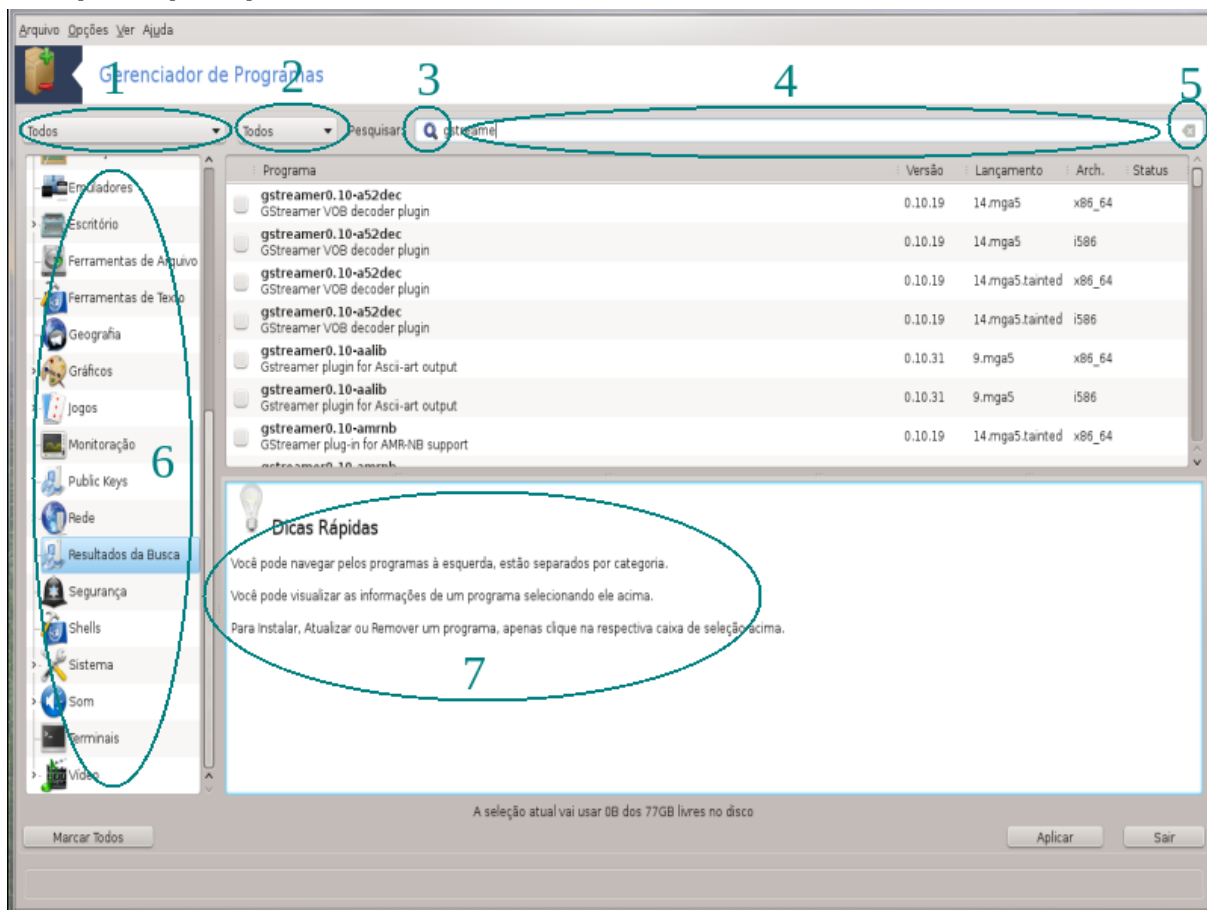 Arquivo Opções Ver Ajuda
Gerenciador de Programas
1
2
3
4
5
Todos
Todos
Pesquisar:
gstreame
Programa Versão Lançamento Arch. Status
gstreamer0.10-a52dec
GStreamer VOB decoder plugin
0.10.19 14.mga5 x86_64
gstreamer0.10-a52dec
GStreamer VOB decoder plugin
0.10.19 14.mga5 i586
gstreamer0.10-a52dec
GStreamer VOB decoder plugin
0.10.19 14.mga5.tainted x86_64
gstreamer0.10-a52dec
GStreamer VOB decoder plugin
0.10.19 14.mga5.tainted i586
gstreamer0.10-aalib
Gstreamer plugin for Ascii-art output
0.10.31 9.mga5 x86_64
gstreamer0.10-aalib
Gstreamer plugin for Ascii-art output
0.10.31 9.mga5 i586
gstreamer0.10-amrnb
GStreamer plug-in for AMR-NB support
0.10.19 14.mga5.tainted x86_64
gstreamer0.10-amrnb
Emuladores
Escritório
Ferramentas de Arquivo
Ferramentas de Texto
Geografia
Gráficos
Jogos
Monitoração
6
Public Keys
Rede
Resultados da Busca
Segurança
Shells
Sistema
Som
Terminais
Vídeo
Dicas Rápidas
Você pode navegar pelos programas à esquerda, estão separados por categoria.
Você pode visualizar as informações de um programa selecionando ele acima.
Para Instalar, Atualizar ou Remover um programa, apenas clique na respectiva caixa de seleção acima.
7
A seleção atual vai usar 0B dos 77GB livres no disco
Marcar Todos
Aplicar
Sair